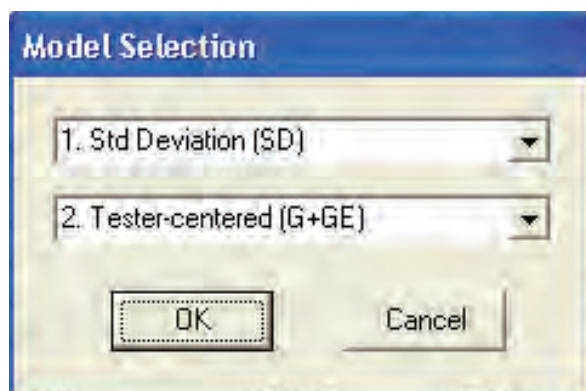 Model Selection
1. Std Deviation (SD)
2. Tester-centered (G+GE)
OK
Cancel